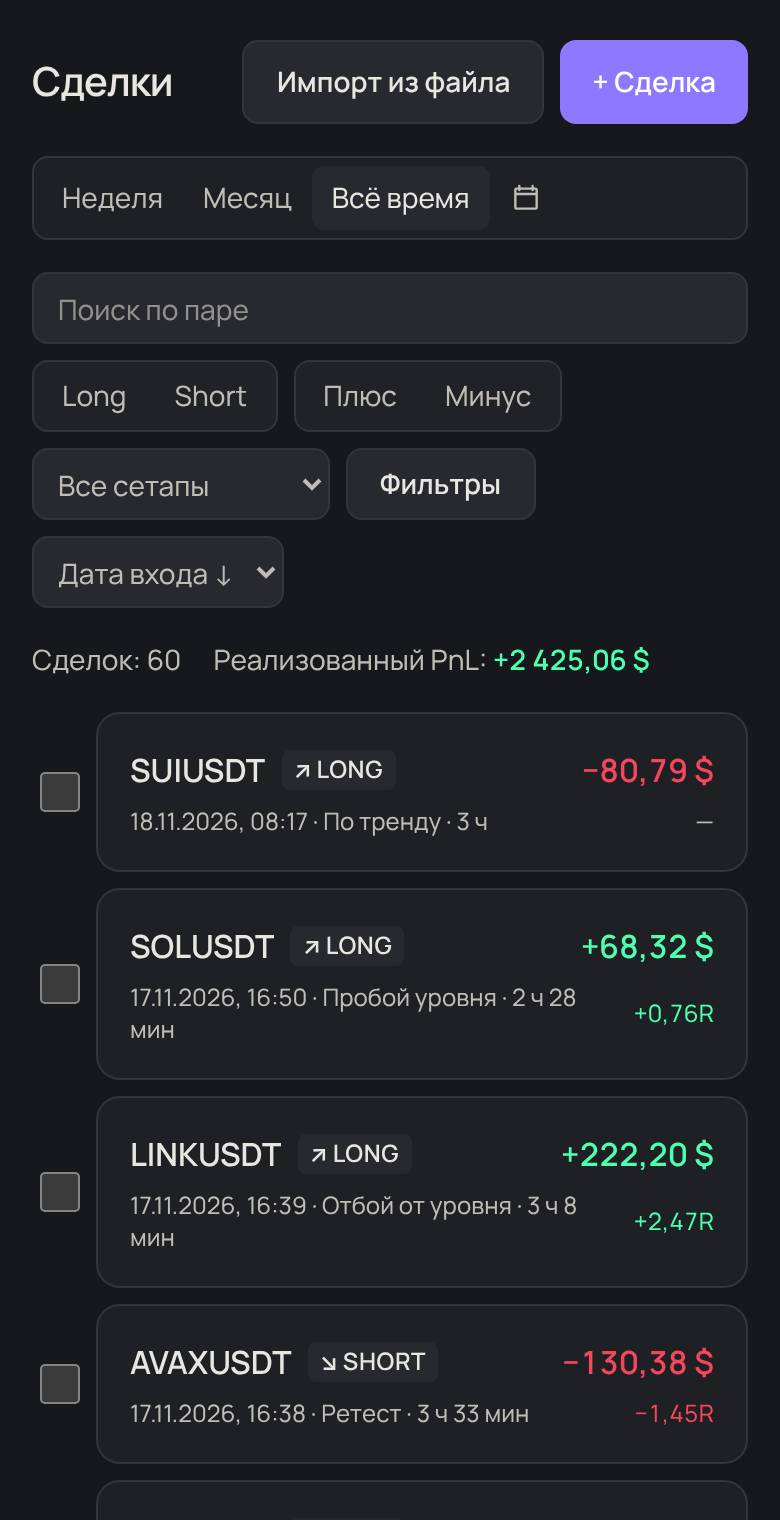 Сделки
Импорт из файла
+ Сделка
Неделя Месяц Всё время
Поиск по паре
Long Short Плюс Минус
Все сетапы Фильтры
Дата входа ↓
Сделок: 60 Реализованный PnL: +2 425,06 $
SUIUSDT ↗ LONG −80,79 $
18.11.2026, 08:17 · По тренду · 3 ч —
SOLUSDT ↗ LONG +68,32 $
17.11.2026, 16:50 · Пробой уровня · 2 ч 28
мин
+0,76R
LINKUSDT ↗ LONG +222,20 $
17.11.2026, 16:39 · Отбой от уровня · 3 ч 8
мин
+2,47R
AVAXUSDT ↘ SHORT −130,38 $
17.11.2026, 16:38 · Ретест · 3 ч 33 мин −1,45R